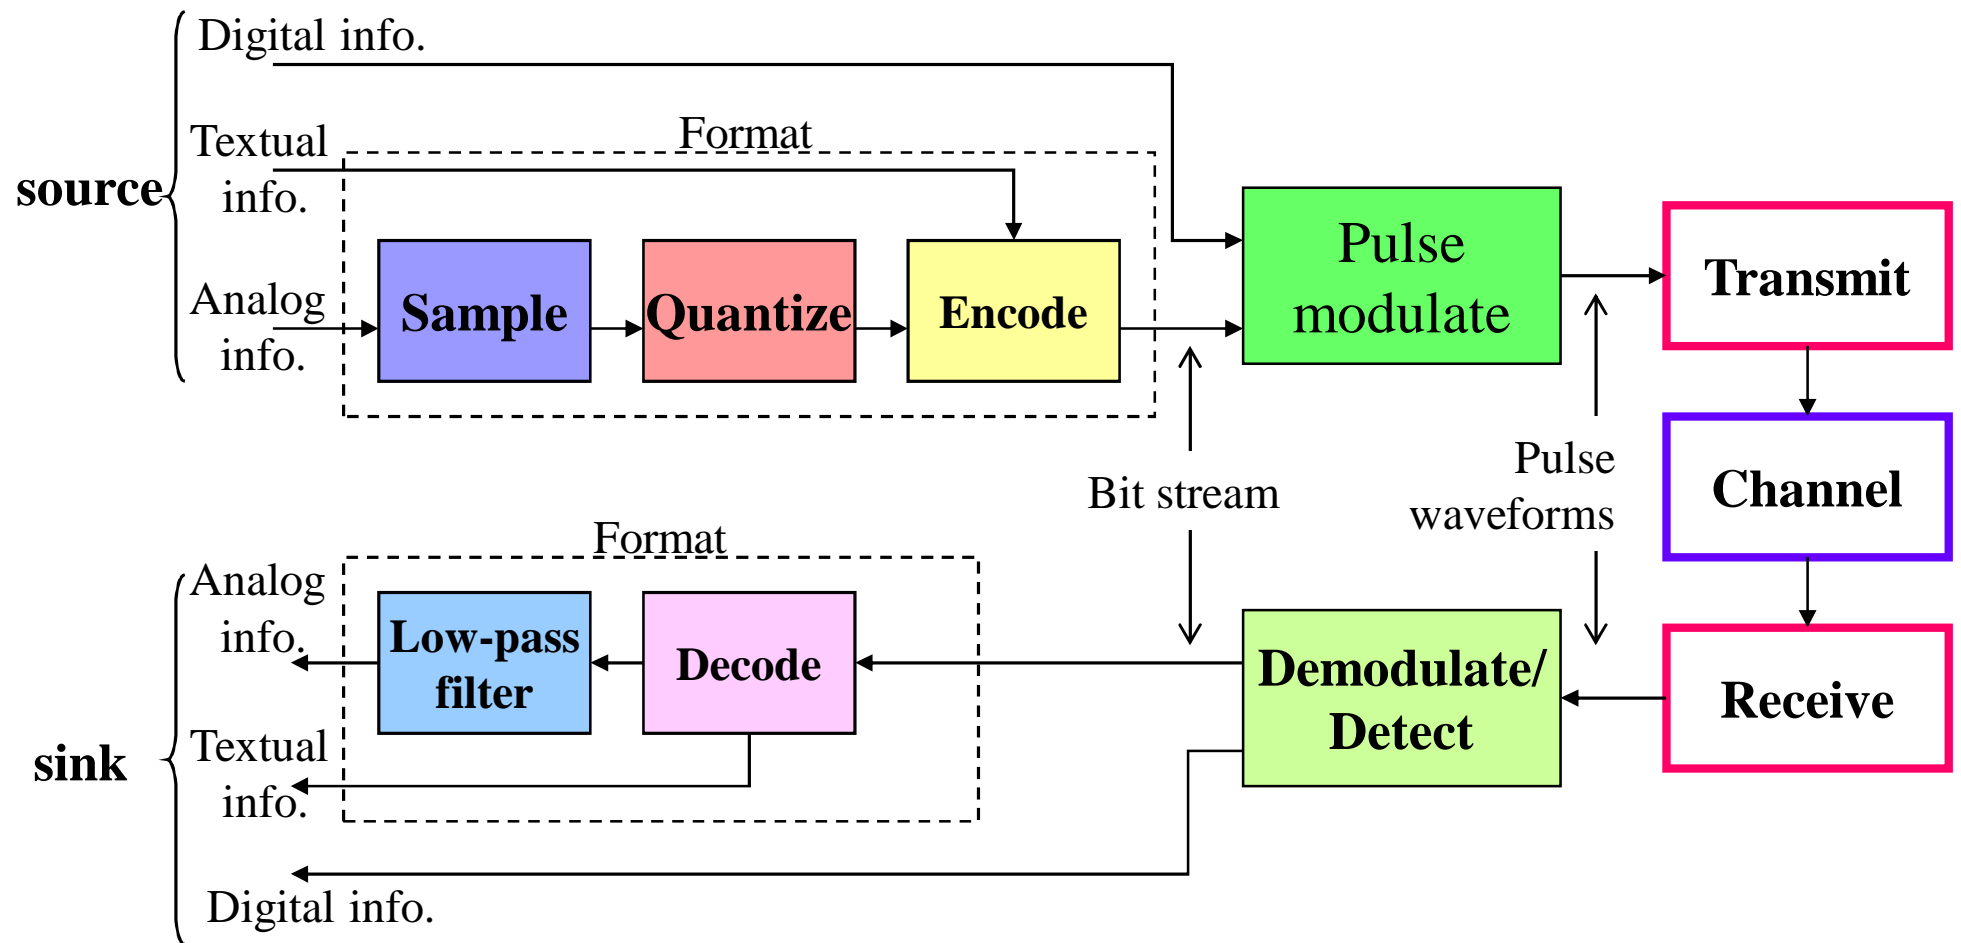 Digital info.
Textual
info.
Format
source
Analog
info.
Sample
Quantize
Encode
Pulse
modulate
Transmit
Bit stream
Pulse
waveforms
Channel
Format
Analog
info.
Low-pass
filter
Decode
Demodulate/
Detect
Receive
sink
Textual
info.
Digital info.